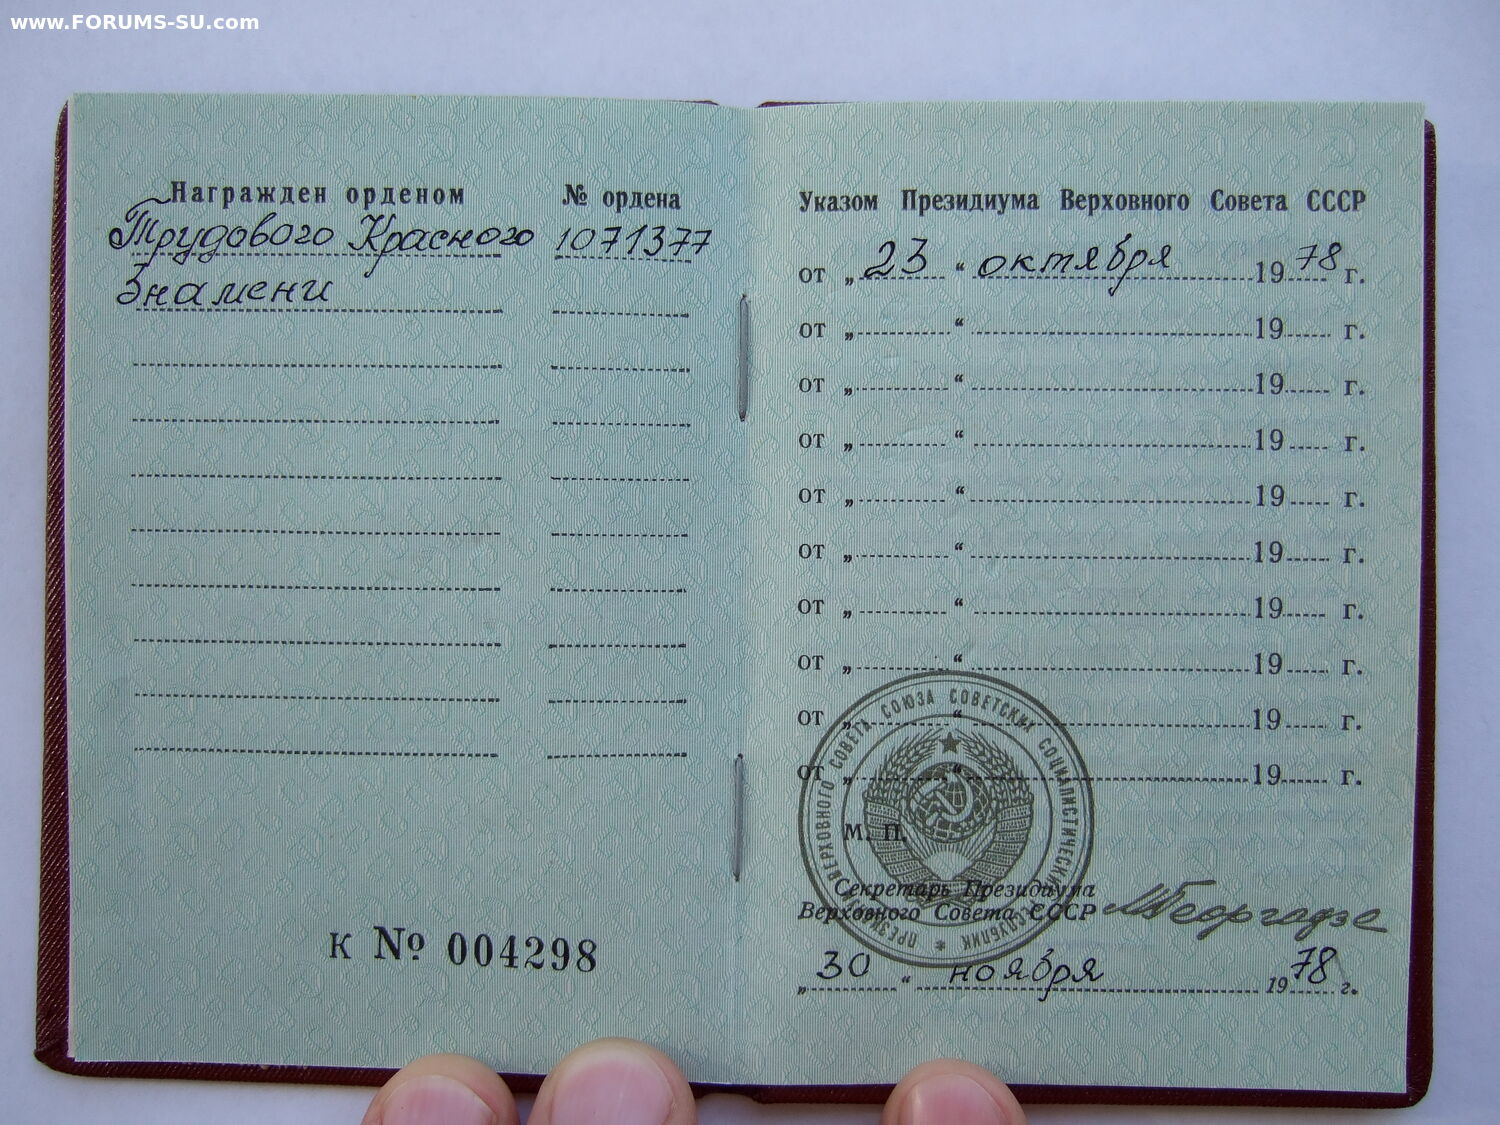 www.FORUMS-SU.com
Награжден орденом № ордена
Трудового Красного 1071377
Знамени
К № 004298
Указом Президиума Верховного Совета СССР
от „ 23 “ октября 1978 г.
от „ “ 19 г.
от „ “ 19 г.
от „ “ 19 г.
от „ “ 19 г.
от „ “ 19 г.
от „ “ 19 г.
от „ “ 19 г.
от „ “ 19 г.
от „ “ 19 г.
ПРЕЗИДИУМ ВЕРХОВНОГО СОВЕТА СОЮЗА СОВЕТСКИХ СОЦИАЛИСТИЧЕСКИХ РЕСПУБЛИК *
М. П.
Секретарь Президиума
Верховного Совета СССР МГеоргадзе
„ 30 “ ноября 1978 г.